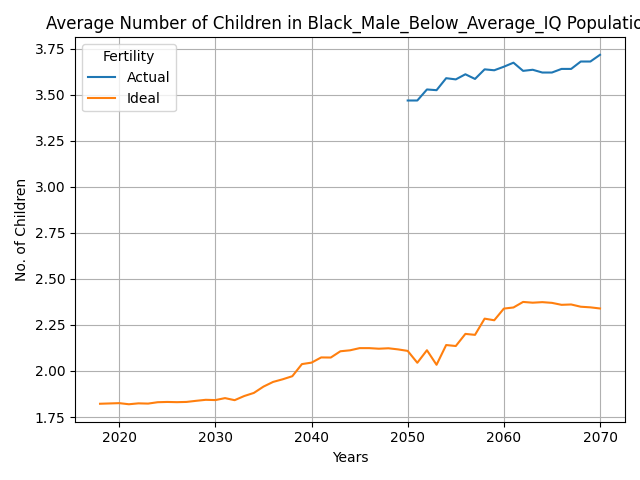 Average Number of Children in Black_Male_Below_Average_IQ Populatio
Fertility
Actual
Ideal
3.75
3.50
3.25
3.00
2.75
2.50
2.25
2.00
1.75
No. of Children
2020 2030 2040 2050 2060 2070
Years